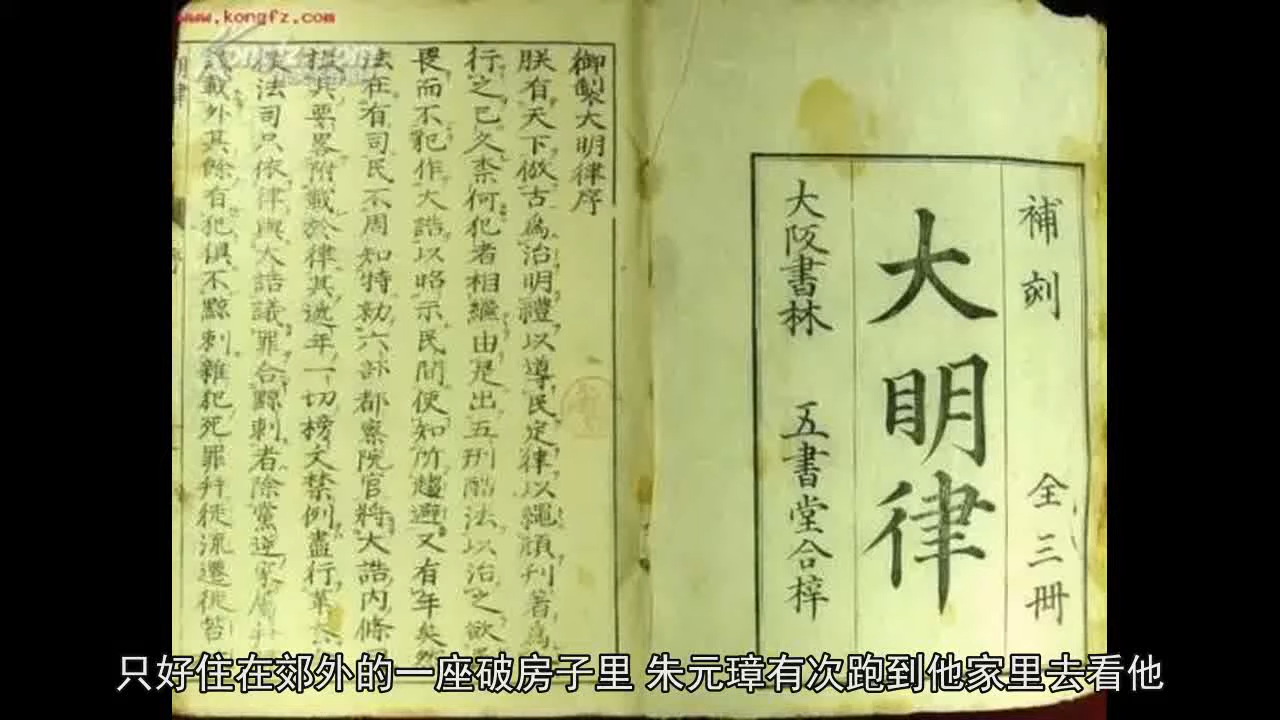 www.kongfz.com
補刻 全三冊
大明律
大阪書林 五書堂合梓
御製大明律序
朕有天下倣古為治明禮以導民定律以繩頑刊著為
行之已久柰何犯者相繼由是出五刑酷法以治之欲
畏而不犯作大誥以昭示民間使知所趨避又有年矣
法在有司民不周知特勑六部都察院官將大誥內條
其要畧附載於律其逓年一切榜文禁例盡行革
法司只依律與大誥議罪合黥刺者除黨逆家屬
載外其餘有犯俱不黥刺雜犯死罪幷徒流遷徙笞
只好住在郊外的一座破房子里 朱元璋有次跑到他家里去看他